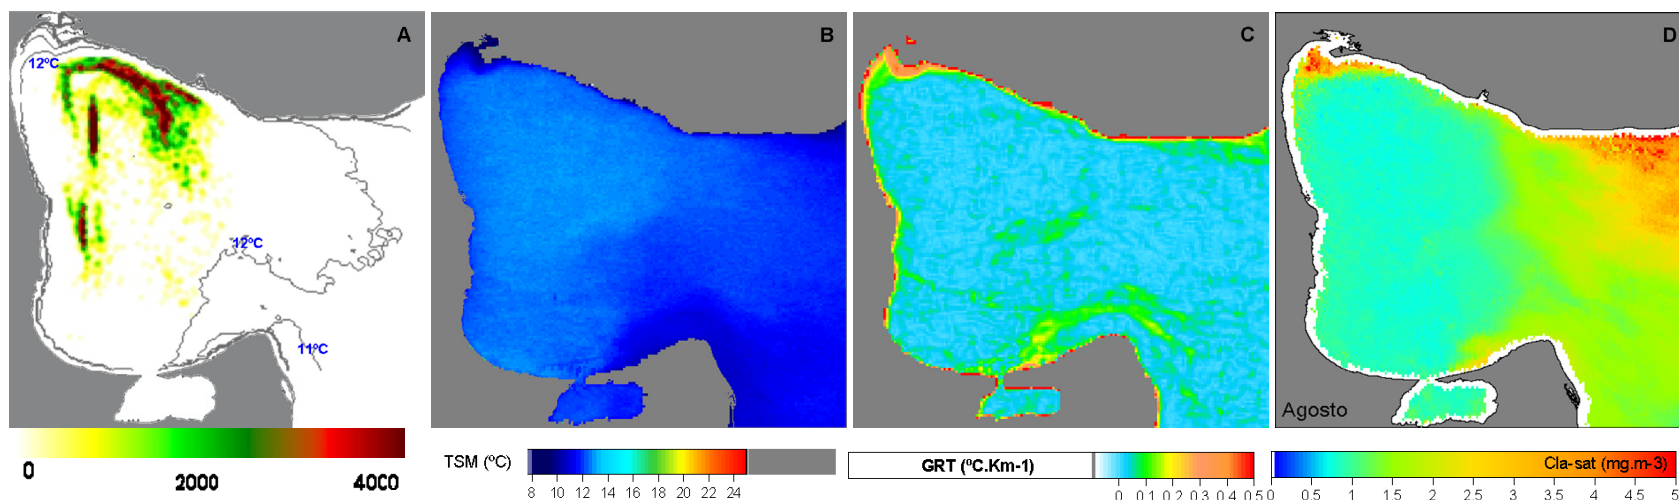 A
B
C
D
12ºC
12ºC
11ºC
Agosto
0
2000
4000
TSM (ºC)
8 10 12 14 16 18 20 22 24
GRT (ºC.Km-1)
0 0.1 0.2 0.3 0.4 0.5
Cla-sat (mg.m-3)
0 0.5 1 1.5 2 2.5 3 3.5 4 4.5 5